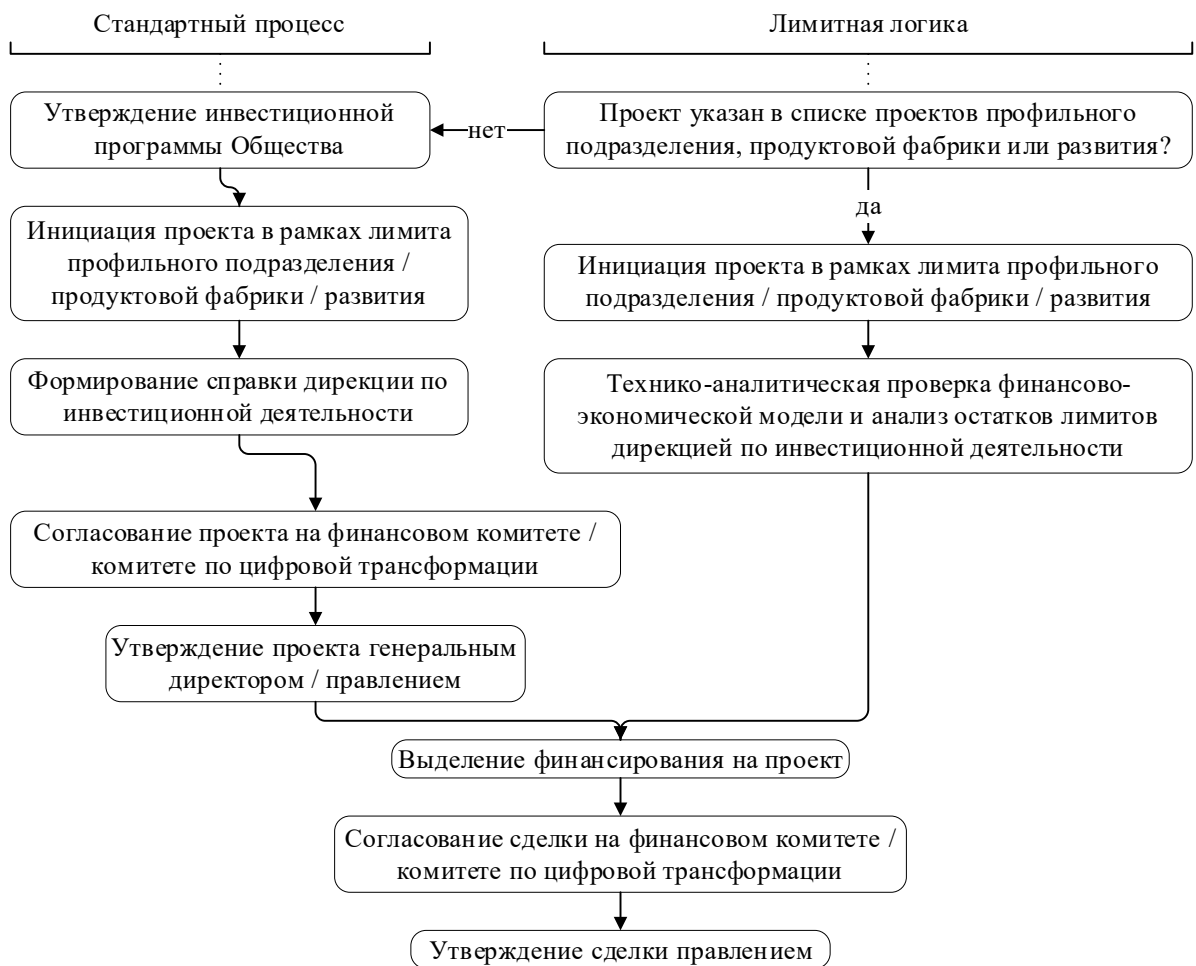 Стандартный процесс
Лимитная логика
Утверждение инвестиционной
программы Общества
нет
Проект указан в списке проектов профильного
подразделения, продуктовой фабрики или развития?
да
Инициация проекта в рамках лимита
профильного подразделения /
продуктовой фабрики / развития
Инициация проекта в рамках лимита профильного
подразделения / продуктовой фабрики / развития
Формирование справки дирекции по
инвестиционной деятельности
Технико-аналитическая проверка финансово-
экономической модели и анализ остатков лимитов
дирекцией по инвестиционной деятельности
Согласование проекта на финансовом комитете /
комитете по цифровой трансформации
Утверждение проекта генеральным
директором / правлением
Выделение финансирования на проект
Согласование сделки на финансовом комитете /
комитете по цифровой трансформации
Утверждение сделки правлением